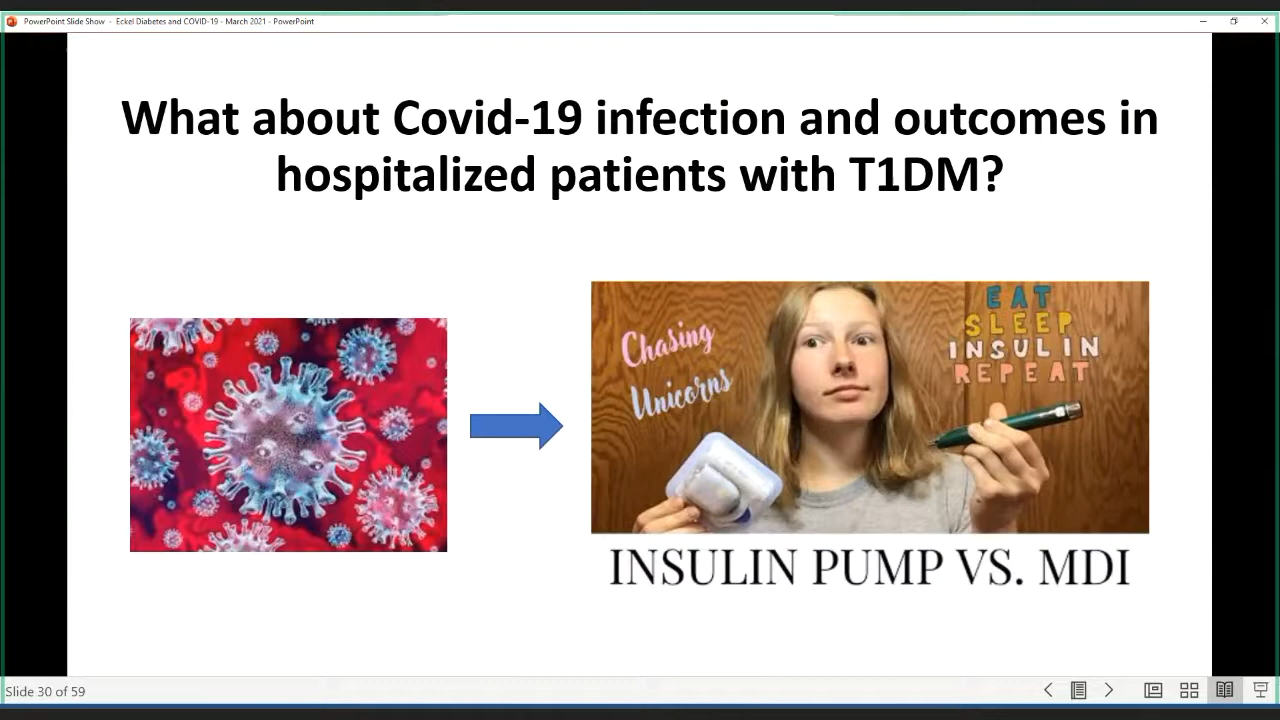 PowerPoint Slide Show - Eckel Diabetes and COVID-19 - March 2021 - PowerPoint
What about Covid-19 infection and outcomes in
hospitalized patients with T1DM?
Chasing
Unicorns
EAT
SLEEP
INSULIN
REPEAT
INSULIN PUMP VS. MDI
Slide 30 of 59